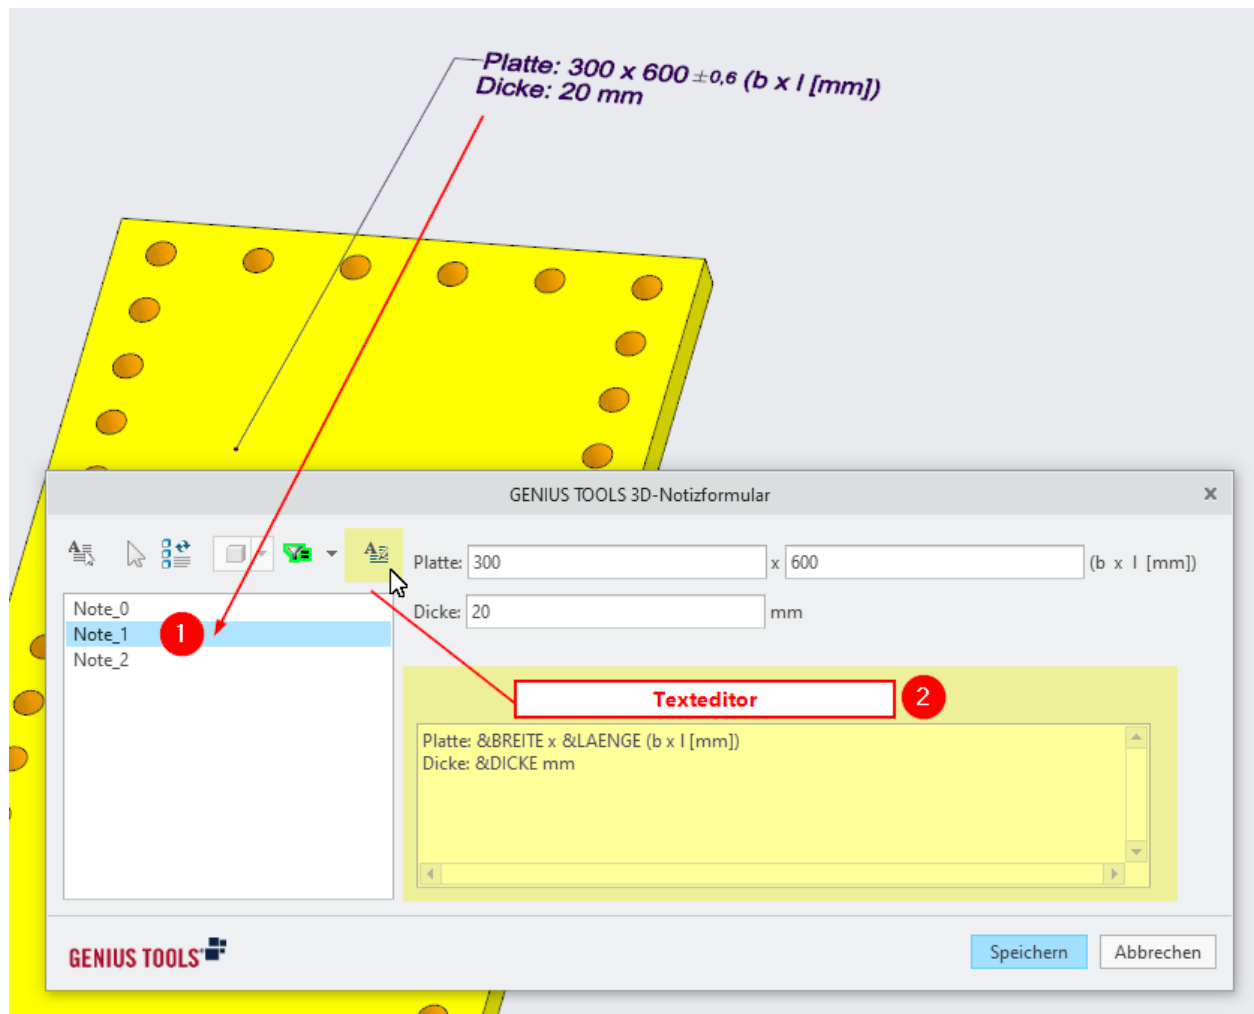 Platte: 300 x 600 ±0,6 (b x l [mm])
Dicke: 20 mm
GENIUS TOOLS 3D-Notizformular
Platte: 300 x 600 (b x l [mm])
Dicke: 20 mm
Note_0
Note_1
1
Note_2
Texteditor
2
Platte: &BREITE x &LAENGE (b x l [mm])
Dicke: &DICKE mm
GENIUS TOOLS
Speichern
Abbrechen